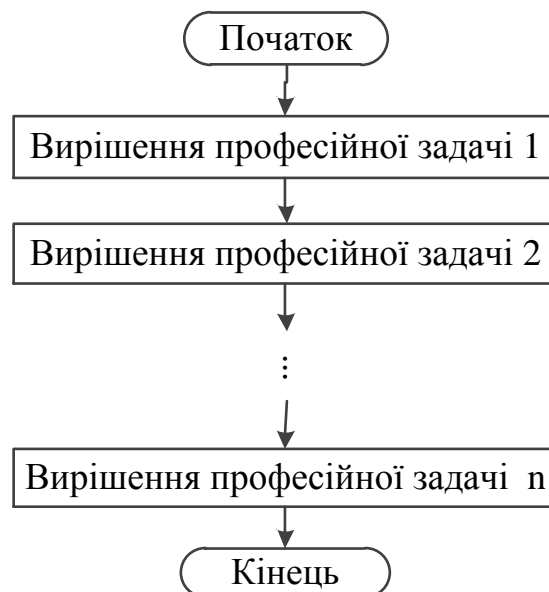 Початок
Вирішення професійної задачі 1
Вирішення професійної задачі 2
...
Вирішення професійної задачі n
Кінець